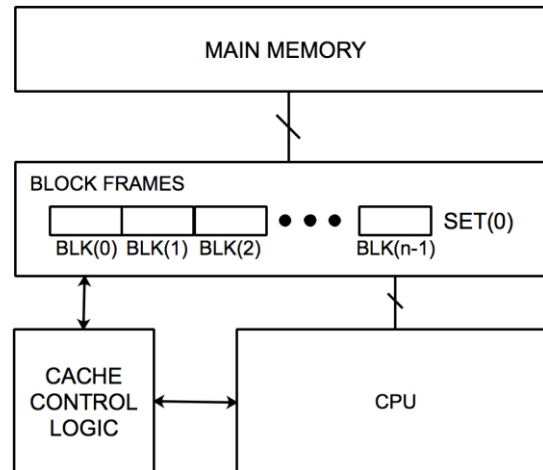 MAIN MEMORY
BLOCK FRAMES
SET(0)
BLK(0) BLK(1) BLK(2) BLK(n-1)
CACHE
CONTROL
LOGIC
CPU